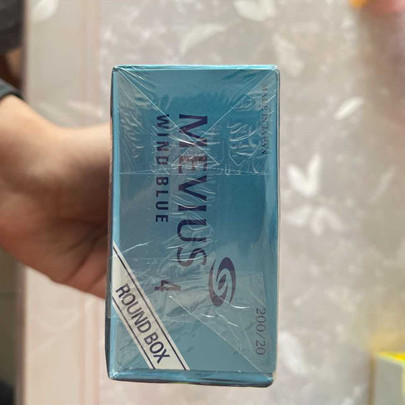 MEVIUS 4
WIND BLUE
ROUND BOX
200/20